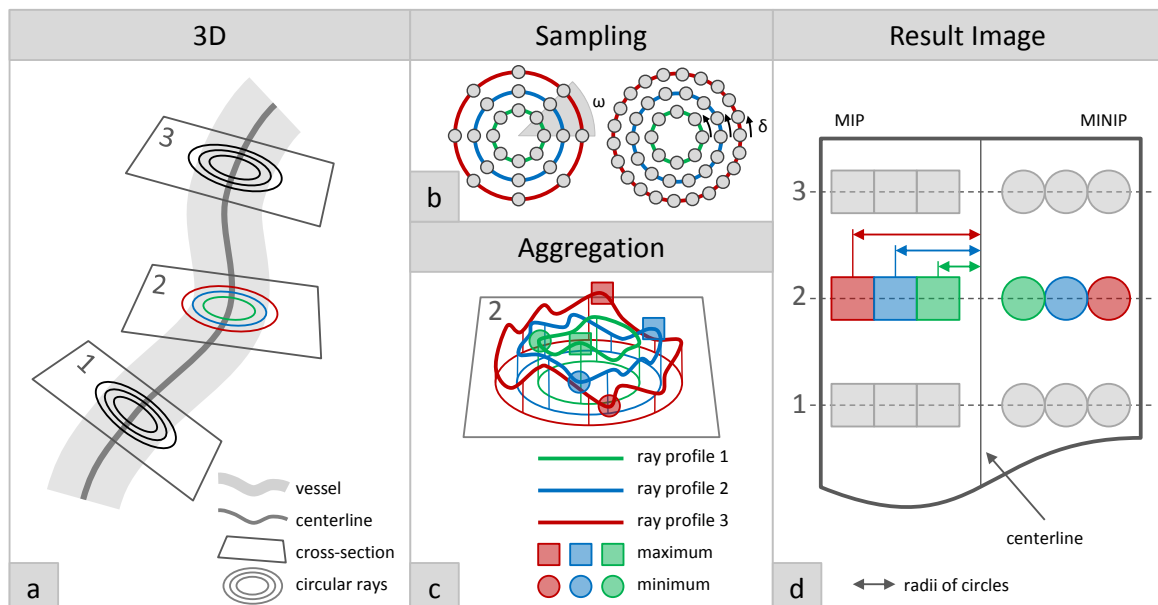 3D
3
2
1
vessel
centerline
cross-section
circular rays
a
Sampling
ω
δ
b
Aggregation
2
ray profile 1
ray profile 2
ray profile 3
maximum
minimum
c
Result Image
MIP
MINIP
3
2
1
centerline
radii of circles
d